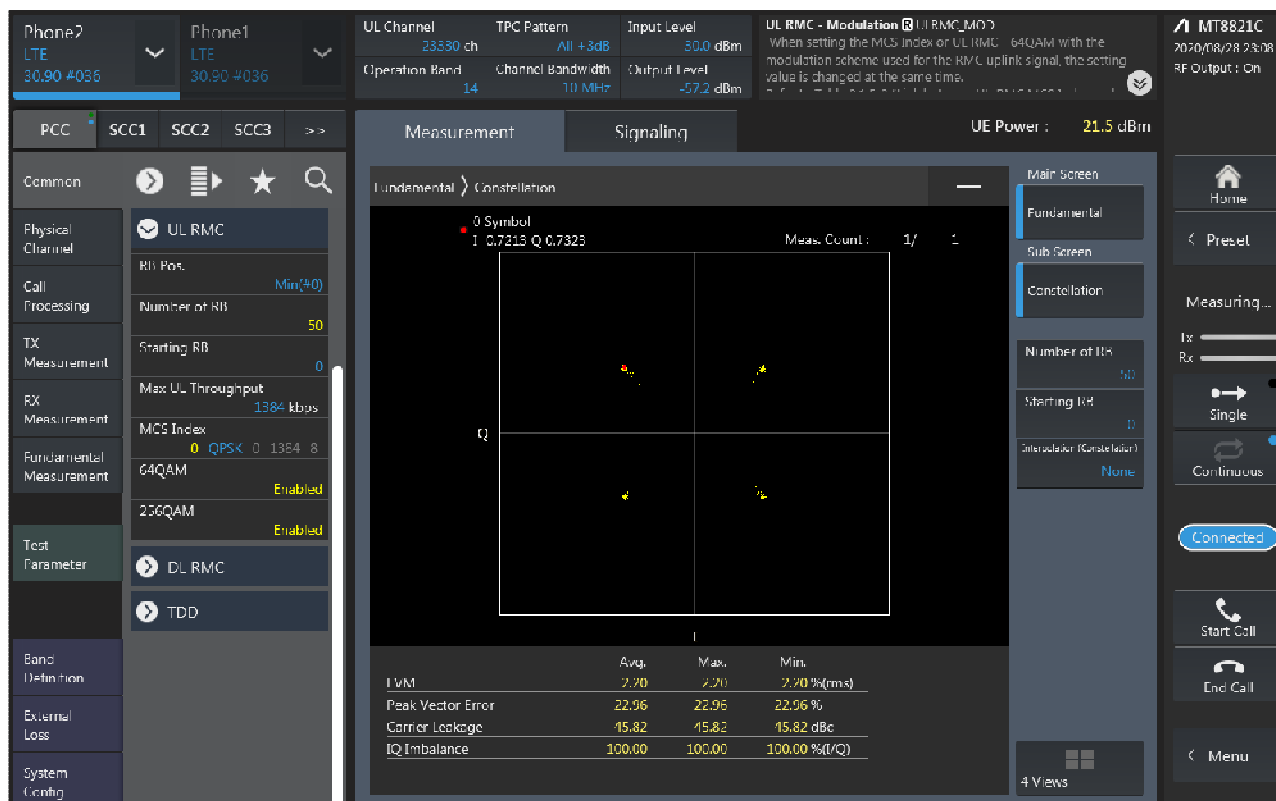 Phone2
LTE
30.90 #036
Phone1
LTE
30.90 #036
UL Channel
23330 ch
Operation Band
14
TPC Pattern
All +3dB
Channel Bandwidth
10 MHz
Input Level
30.0 dBm
Output Level
-57.2 dBm
UL RMC - Modulation R ULRMC_MOD
When setting the MCS Index or UL RMC - 64QAM with the
modulation scheme used for the RMC uplink signal, the setting
value is changed at the same time.
MT8821C
2020/08/28 23:08
RF Output : On
PCC
SCC1
SCC2
SCC3
>>
Measurement
Signaling
UE Power :
21.5 dBm
Common
Physical
Channel
Call
Processing
TX
Measurement
RX
Measurement
Fundamental
Measurement
Test
Parameter
Band
Definition
External
Loss
System
Config
UL RMC
RB Pos.
Min(#0)
Number of RB
50
Starting RB
0
Max UL Throughput
1384 kbps
MCS Index
0 QPSK 0 1384 8
64QAM
Enabled
256QAM
Enabled
DL RMC
TDD
Fundamental
Constellation
0 Symbol
I 0.7213 Q 0.7323
Meas. Count :
1/ 1
Q
I
Avg. Max. Min.
EVM 2.20 2.20 2.20 %(rms)
Peak Vector Error 22.96 22.96 22.96 %
Carrier Leakage 45.82 45.82 45.82 dBc
IQ Imbalance 100.00 100.00 100.00 %(I/Q)
Main Screen
Fundamental
Sub Screen
Constellation
Number of RB
50
Starting RB
0
Interpolation (Constellation)
None
4 Views
Home
Preset
Measuring...
Tx
Rx
Single
Continuous
Connected
Start Call
End Call
Menu